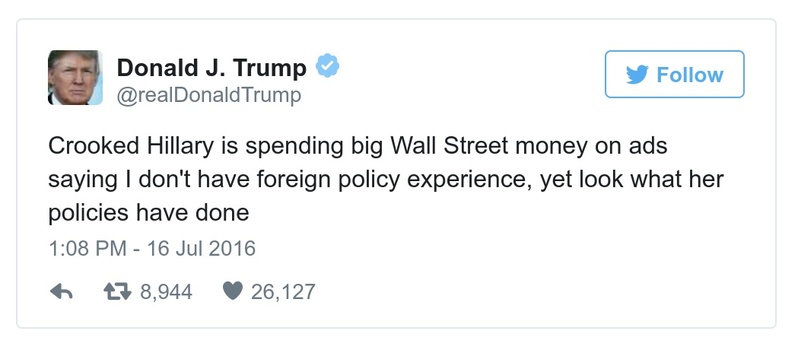 Donald J. Trump
Follow
@realDonaldTrump
Crooked Hillary is spending big Wall Street money on ads
saying I don't have foreign policy experience, yet look what her
policies have done
1:08 PM - 16 Jul 2016
8,944 26,127